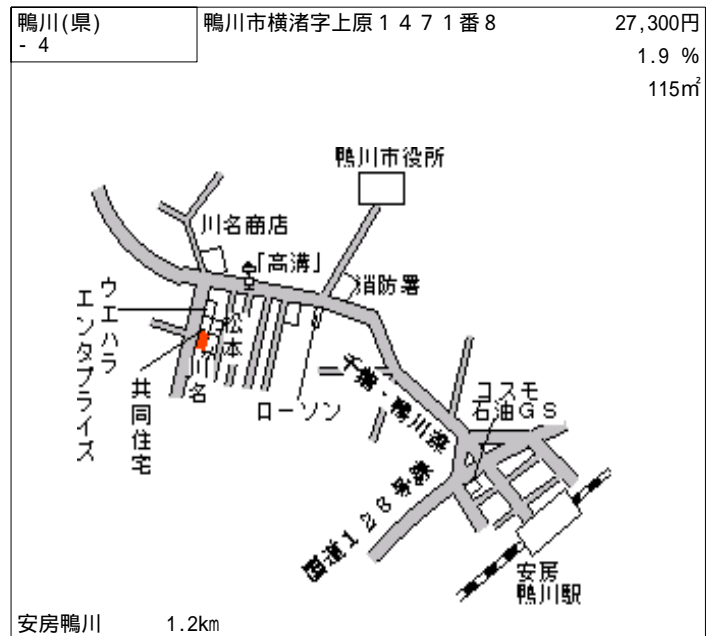 鴨川(県)
- 4
鴨川市横渚字上原1471番8
27,300円
1.9 %
115㎡
鴨川市役所
川名商店
「高溝」
消防署
ウエハラ
エンタプライズ
松本
川名
共同住宅
ローソン
千葉・鴨川線
コスモ
石油GS
国道128号線
安房
鴨川駅
安房鴨川 1.2km